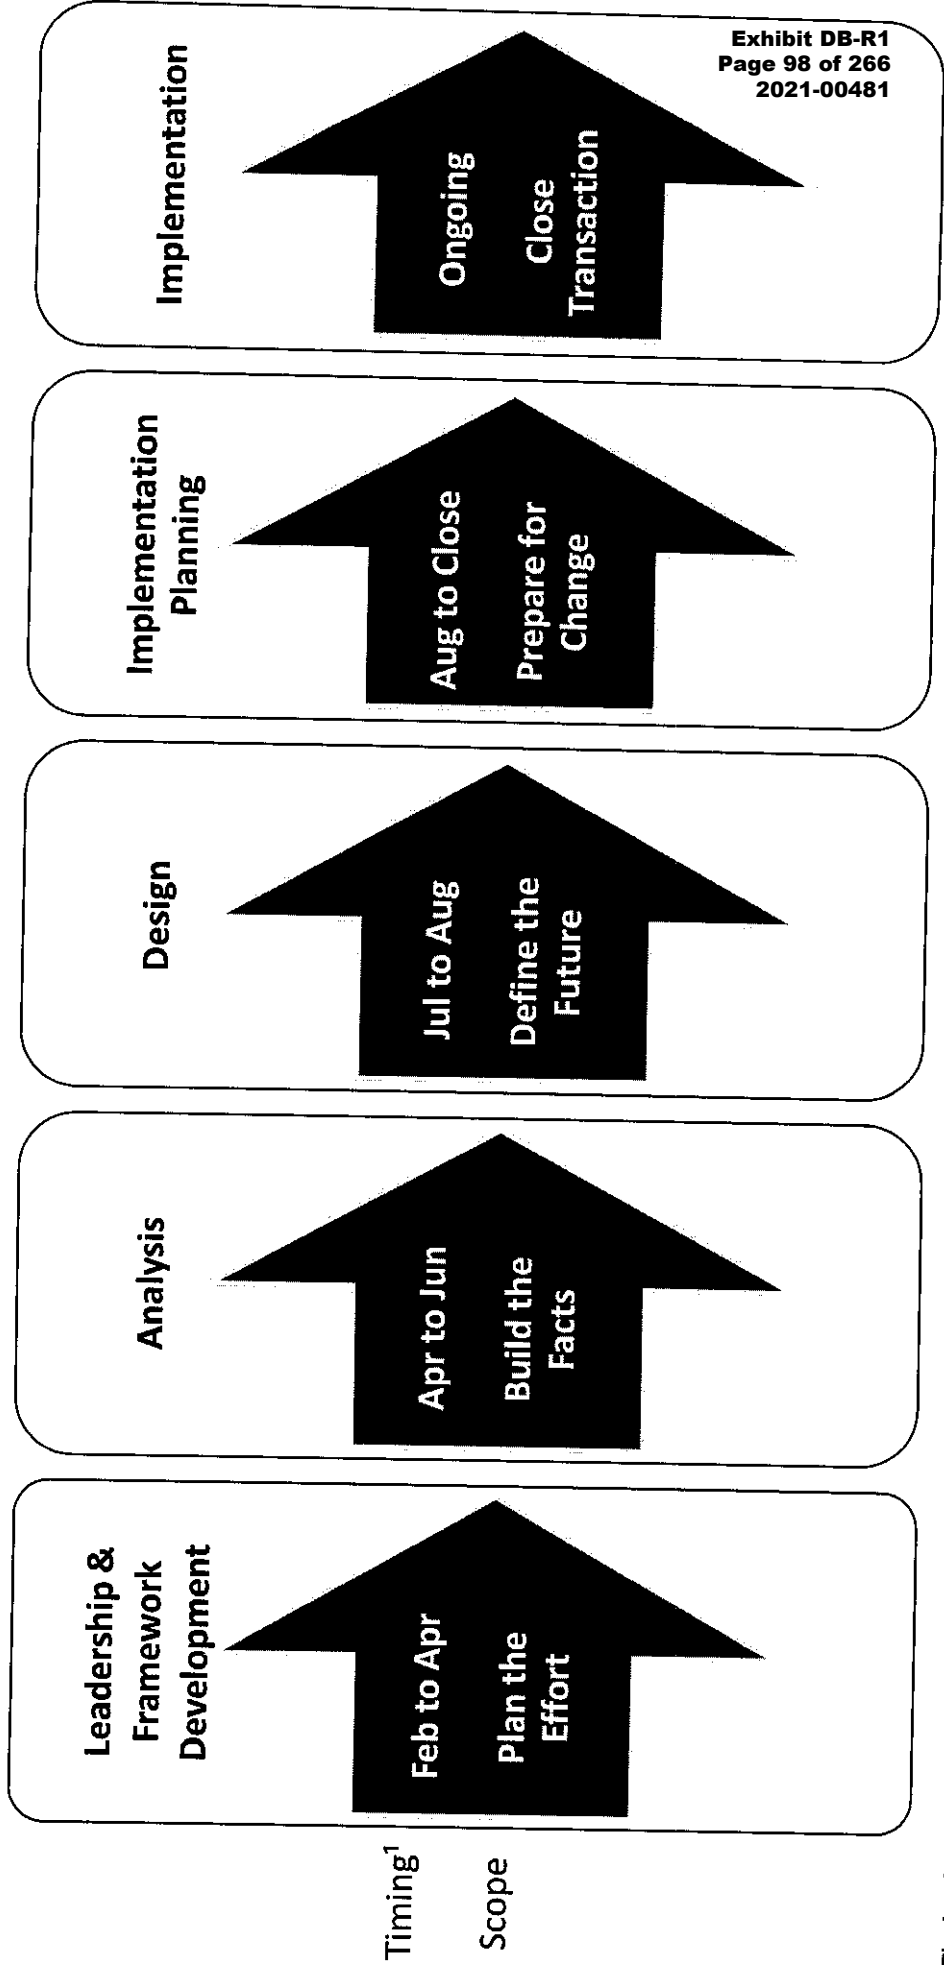 Exhibit DB-R1
Page 98 of 266
2021-00481
Leadership &
Framework
Development
Analysis
Design
Implementation
Planning
Implementation
Timing¹
Feb to Apr
Apr to Jun
Jul to Aug
Aug to Close
Ongoing
Scope
Plan the
Effort
Build the
Facts
Define the
Future
Prepare for
Change
Close
Transaction